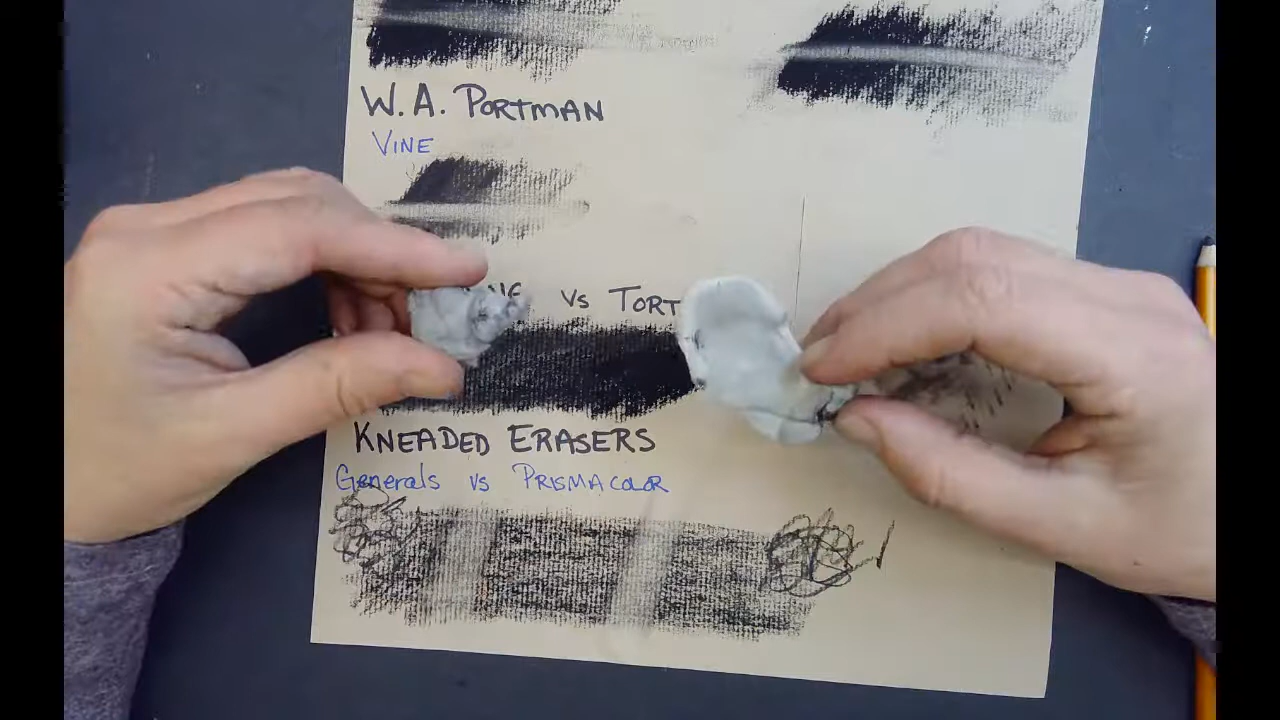 W.A. PORTMAN
VINE
VS TORT
KNEADED ERASERS
Generals vs PRISMACOLOR